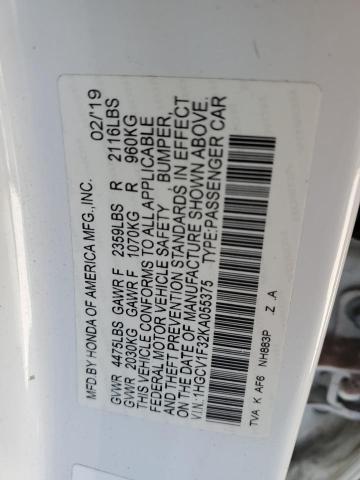 MFD BY HONDA OF AMERICA MFG.,INC. 02/19
GVWR 4475LBS GAWR F 2359LBS R 2116LBS
GVWR 2030KG GAWR F 1070KG R 960KG
THIS VEHICLE CONFORMS TO ALL APPLICABLE
FEDERAL MOTOR VEHICLE SAFETY , BUMPER,
AND THEFT PREVENTION STANDARDS IN EFFECT
ON THE DATE OF MANUFACTURE SHOWN ABOVE.
V.I.N.:1HGCV1F32KA055375 TYPE:PASSENGER CAR
TVA K AF6 NH883P .Z .A